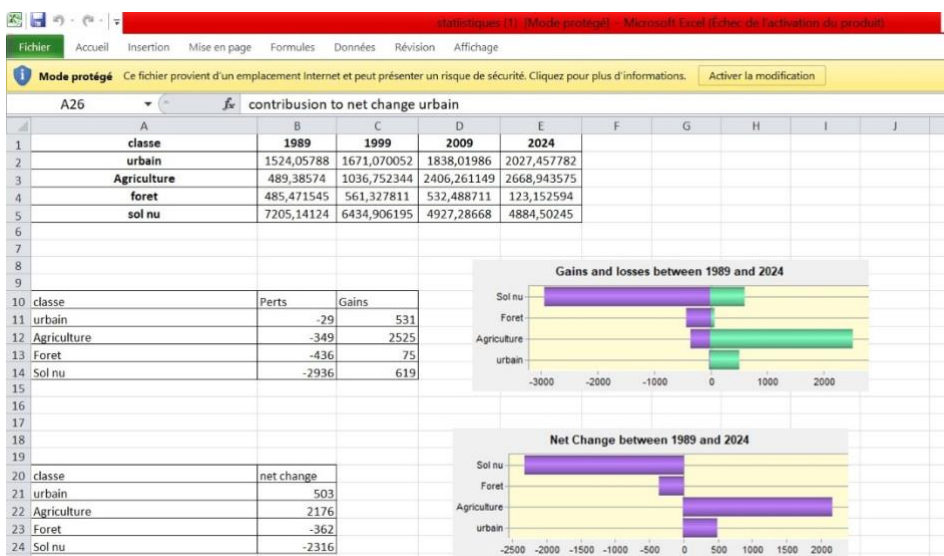 statiistiques (1) [Mode protégé] - Microsoft Excel (Échec de l'activation du produit)
Fichier Accueil Insertion Mise en page Formules Données Révision Affichage
Mode protégé Ce fichier provient d'un emplacement Internet et peut présenter un risque de sécurité. Cliquez pour plus d'informations. Activer la modification
A26 fx contribusion to net change urbain
A B C D E F G H I J
1 classe 1989 1999 2009 2024
2 urbain 1524,05788 1671,070052 1838,01986 2027,457782
3 Agriculture 489,38574 1036,752344 2406,261149 2668,943575
4 foret 485,471545 561,327811 532,488711 123,152594
5 sol nu 7205,14124 6434,906195 4927,28668 4884,50245
6
7
8
9
10 classe Perts Gains
11 urbain -29 531
12 Agriculture -349 2525
13 Foret -436 75
14 Sol nu -2936 619
15
16
17
18
19
20 classe net change
21 urbain 503
22 Agriculture 2176
23 Foret -362
24 Sol nu -2316
Gains and losses between 1989 and 2024
Sol nu
Foret
Agriculture
urbain
-3000 -2000 -1000 0 1000 2000
Net Change between 1989 and 2024
Sol nu
Foret
Agriculture
urbain
-2500 -2000 -1500 -1000 -500 0 500 1000 1500 2000